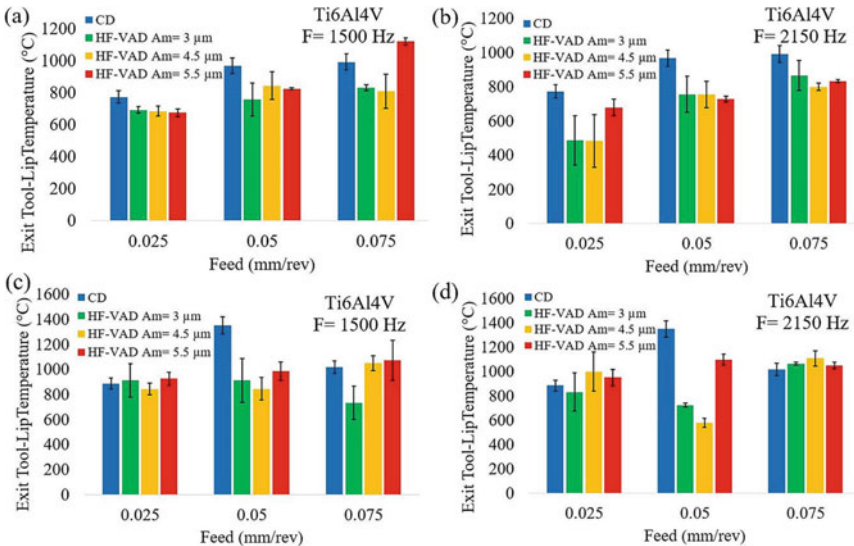 (a)
CD
HF-VAD Am= 3 µm
HF-VAD Am= 4.5 µm
HF-VAD Am= 5.5 µm
Ti6Al4V
F= 1500 Hz
Exit Tool-LipTemperature (°C)
1200
1000
800
600
400
200
0
0.025 0.05 0.075
Feed (mm/rev)
(b)
CD
HF-VAD Am= 3 µm
HF-VAD Am= 4.5 µm
HF-VAD Am= 5.5 µm
Ti6Al4V
F= 2150 Hz
Exit Tool-LipTemperature (°C)
1200
1000
800
600
400
200
0
0.025 0.05 0.075
Feed (mm/rev)
(c)
CD
HF-VAD Am= 3 µm
HF-VAD Am= 4.5 µm
HF-VAD Am= 5.5 µm
Ti6Al4V
F= 1500 Hz
Exit Tool-LipTemperature (°C)
1600
1400
1200
1000
800
600
400
200
0
0.025 0.05 0.075
Feed (mm/rev)
(d)
CD
HF-VAD Am= 3 µm
HF-VAD Am= 4.5 µm
HF-VAD Am= 5.5 µm
Ti6Al4V
F= 2150 Hz
Exit Tool-LipTemperature (°C)
1600
1400
1200
1000
800
600
400
200
0
0.025 0.05 0.075
Feed (mm/rev)